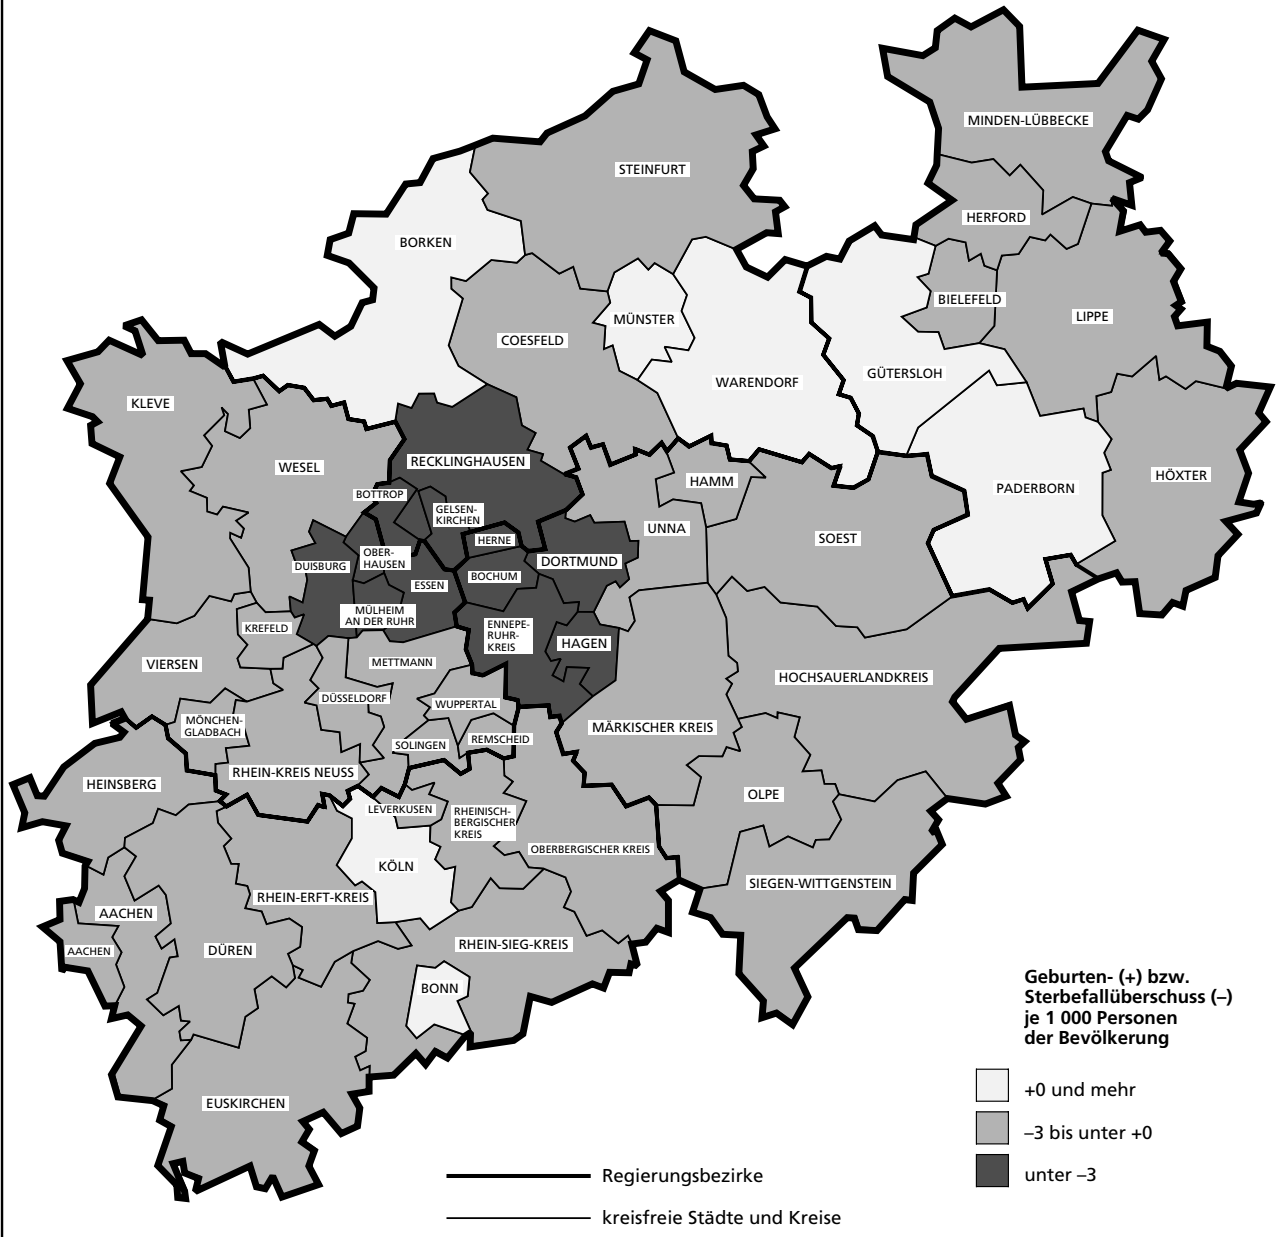 MINDEN-LÜBBECKE
STEINFURT
HERFORD
BORKEN
BIELEFELD
LIPPE
MÜNSTER
COESFELD
GÜTERSLOH
WARENDORF
KLEVE
RECKLINGHAUSEN
WESEL
HÖXTER
HAMM
PADERBORN
BOTTROP
GELSEN-
KIRCHEN
UNNA
SOEST
HERNE
OBER-
HAUSEN
DORTMUND
DUISBURG
BOCHUM
ESSEN
MÜLHEIM
AN DER RUHR
KREFELD
ENNEPE-
RUHR-
KREIS
HAGEN
VIERSEN
METTMANN
HOCHSAUERLANDKREIS
DÜSSELDORF
WUPPERTAL
MÖNCHEN-
GLADBACH
MÄRKISCHER KREIS
SOLINGEN
REMSCHEID
RHEIN-KREIS NEUSS
HEINSBERG
OLPE
LEVERKUSEN
RHEINISCH-
BERGISCHER
KREIS
OBERBERGISCHER KREIS
KÖLN
SIEGEN-WITTGENSTEIN
RHEIN-ERFT-KREIS
AACHEN
RHEIN-SIEG-KREIS
AACHEN
DÜREN
BONN
EUSKIRCHEN
Geburten- (+) bzw.
Sterbefallüberschuss (–)
je 1 000 Personen
der Bevölkerung
+0 und mehr
–3 bis unter +0
unter –3
Regierungsbezirke
kreisfreie Städte und Kreise